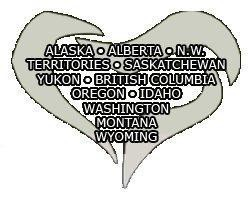 ALASKA • ALBERTA • N.W.
TERRITORIES • SASKATCHEWAN
YUKON • BRITISH COLUMBIA
OREGON • IDAHO
WASHINGTON
MONTANA
WYOMING